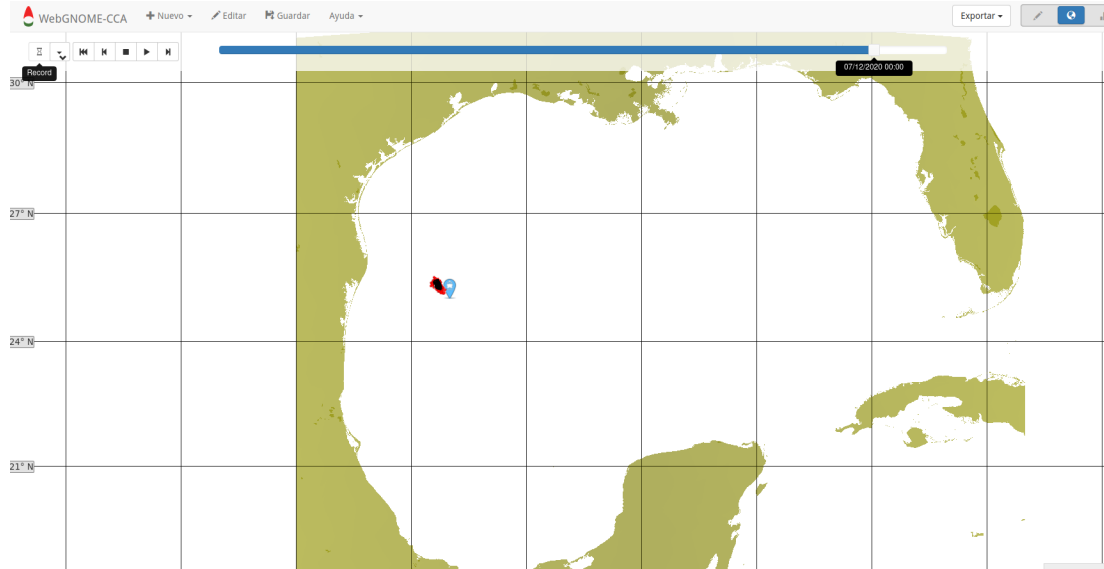 WebGNOME-CCA
Nuevo
Editar
Guardar
Ayuda
Exportar
Record
07/12/2020 00:00
30° N
27° N
24° N
21° N